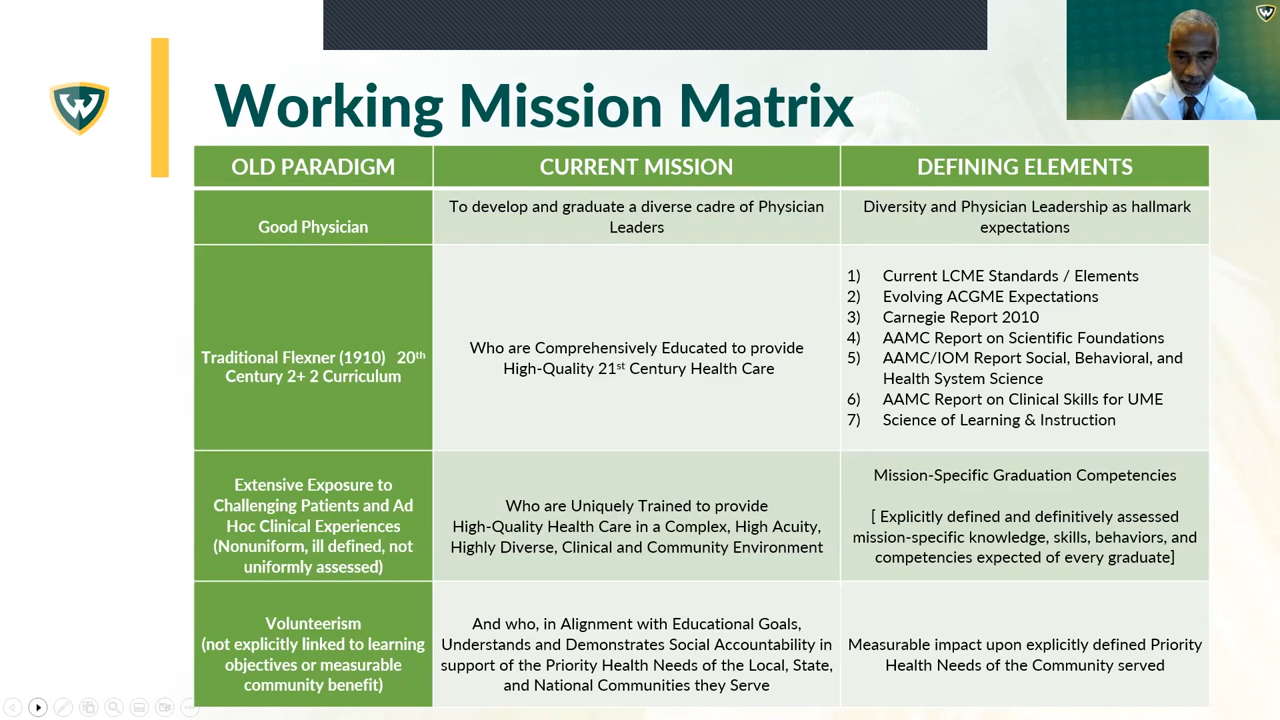 Working Mission Matrix
OLD PARADIGM
CURRENT MISSION
DEFINING ELEMENTS
Good Physician
To develop and graduate a diverse cadre of Physician
Leaders
Diversity and Physician Leadership as hallmark
expectations
Traditional Flexner (1910) 20th
Century 2+ 2 Curriculum
Who are Comprehensively Educated to provide
High-Quality 21st Century Health Care
1) Current LCME Standards / Elements
2) Evolving ACGME Expectations
3) Carnegie Report 2010
4) AAMC Report on Scientific Foundations
5) AAMC/IOM Report Social, Behavioral, and
Health System Science
6) AAMC Report on Clinical Skills for UME
7) Science of Learning & Instruction
Extensive Exposure to
Challenging Patients and Ad
Hoc Clinical Experiences
(Nonuniform, ill defined, not
uniformly assessed)
Who are Uniquely Trained to provide
High-Quality Health Care in a Complex, High Acuity,
Highly Diverse, Clinical and Community Environment
Mission-Specific Graduation Competencies
[ Explicitly defined and definitively assessed
mission-specific knowledge, skills, behaviors, and
competencies expected of every graduate]
Volunteerism
(not explicitly linked to learning
objectives or measurable
community benefit)
And who, in Alignment with Educational Goals,
Understands and Demonstrates Social Accountability in
support of the Priority Health Needs of the Local, State,
and National Communities they Serve
Measurable impact upon explicitly defined Priority
Health Needs of the Community served